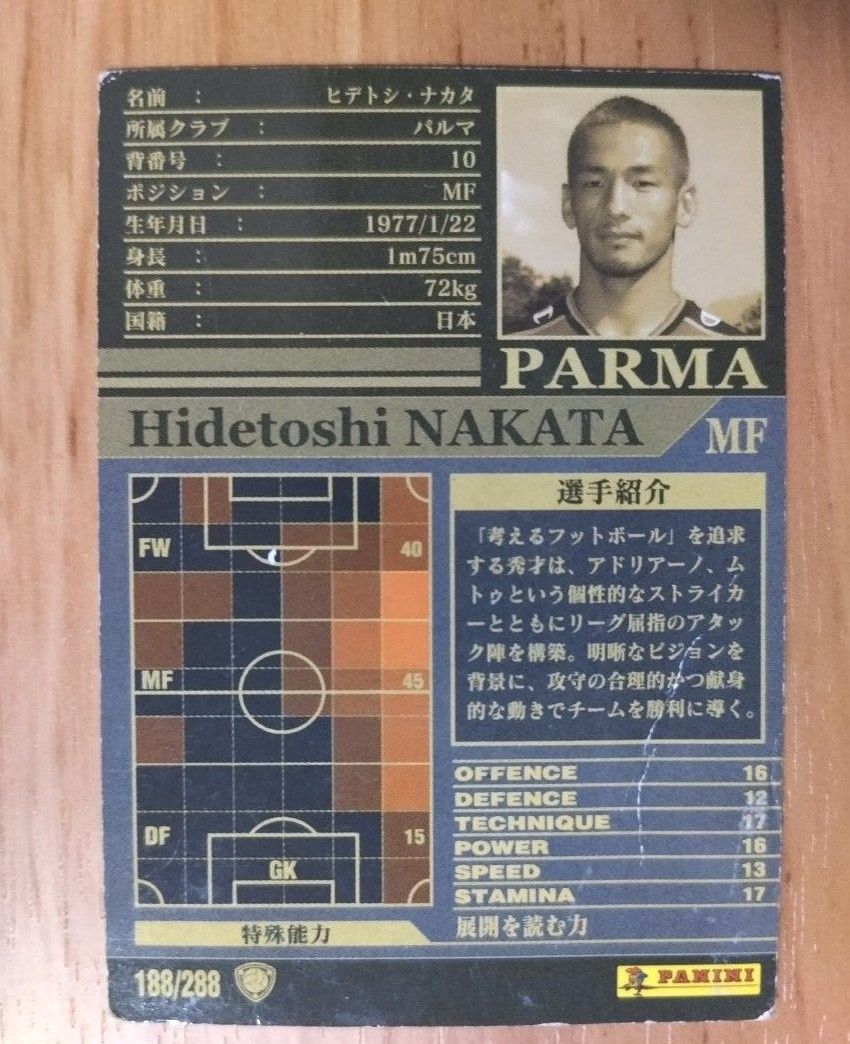 名前 : ヒデトシ・ナカタ
所属クラブ : パルマ
背番号 : 10
ポジション : MF
生年月日 : 1977/1/22
身長 : 1m75cm
体重 : 72kg
国籍 : 日本
PARMA
Hidetoshi NAKATA MF
FW 40
MF 45
DF 15
GK
選手紹介
「考えるフットボール」を追求
する秀才は、アドリアーノ、ム
トゥという個性的なストライカ
ーとともにリーグ屈指のアタッ
ク陣を構築。明晰なビジョンを
背景に、攻守の合理的かつ献身
的な動きでチームを勝利に導く。
OFFENCE 16
DEFENCE 12
TECHNIQUE 17
POWER 16
SPEED 13
STAMINA 17
特殊能力 展開を読む力
188/288 PANINI